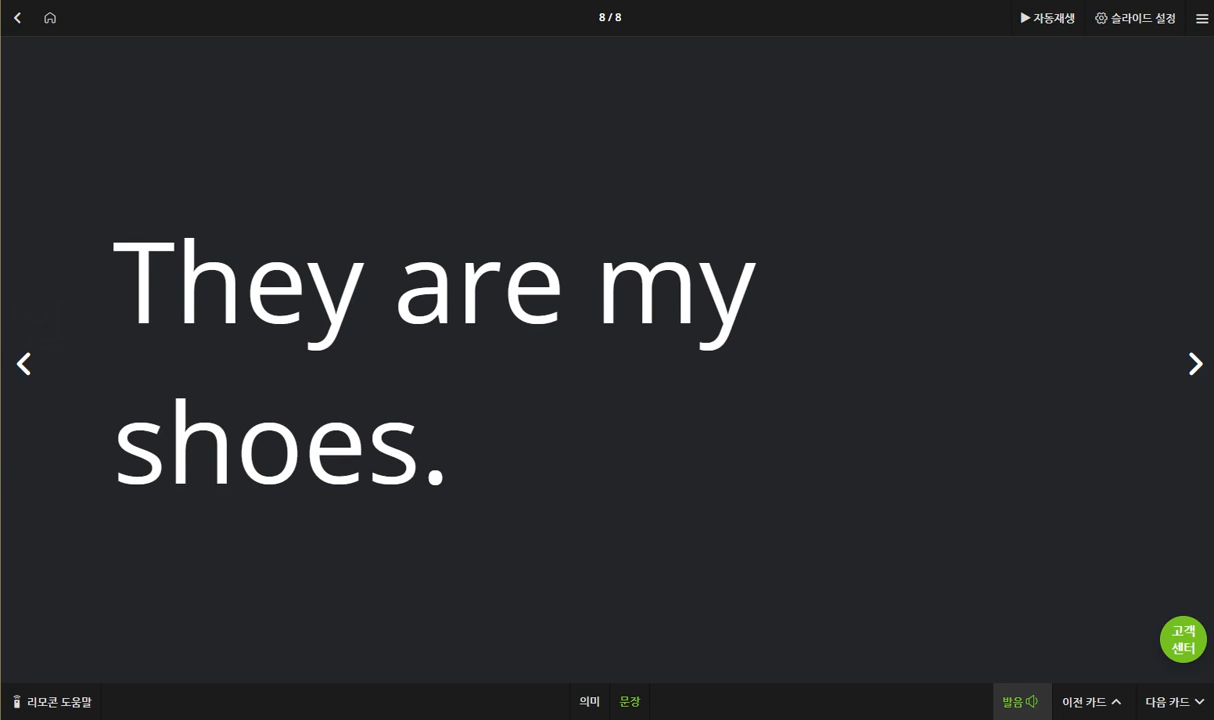 8 / 8
자동재생
슬라이드 설정
They are my
shoes.
고객
센터
리모콘 도움말
의미
문장
발음
이전 카드
다음 카드